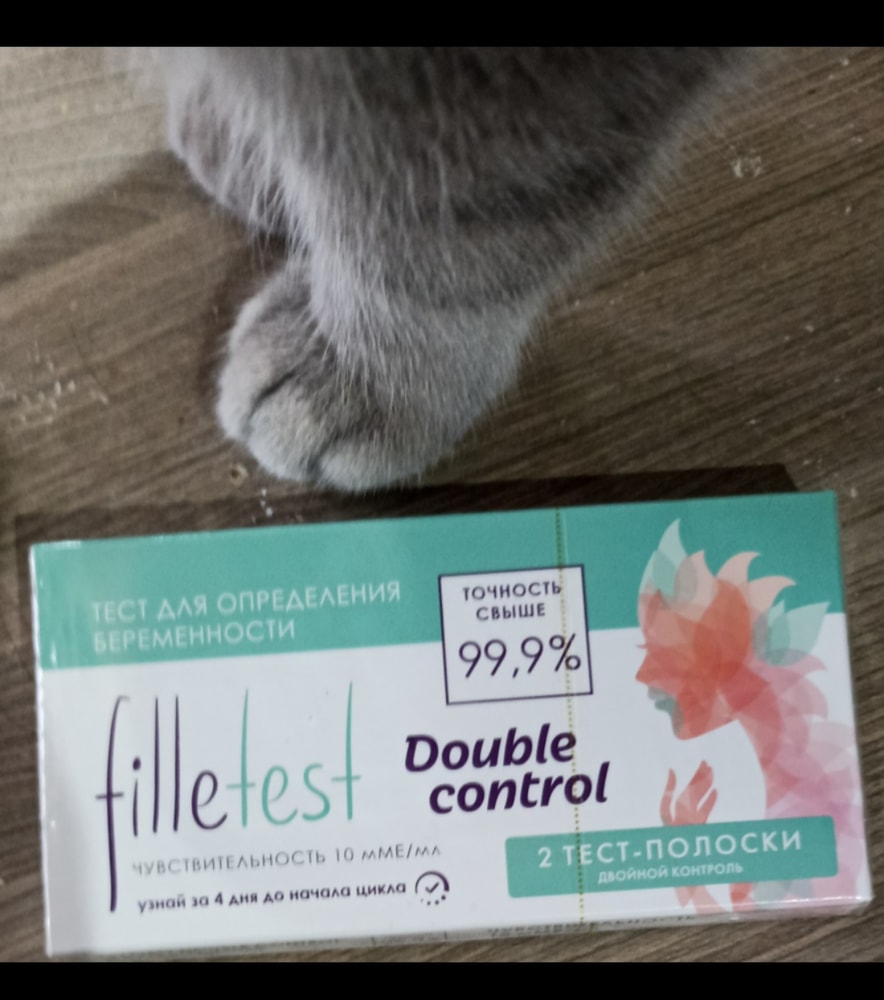 ТЕСТ ДЛЯ ОПРЕДЕЛЕНИЯ
БЕРЕМЕННОСТИ
ТОЧНОСТЬ
СВЫШЕ
99,9%
filletest
Double
control
ЧУВСТВИТЕЛЬНОСТЬ 10 мМЕ/мл
узнай за 4 дня до начала цикла
2 ТЕСТ-ПОЛОСКИ
ДВОЙНОЙ КОНТРОЛЬ